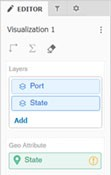 EDITOR
Visualization 1
Layers
Port
State
Add
Geo Attribute
State